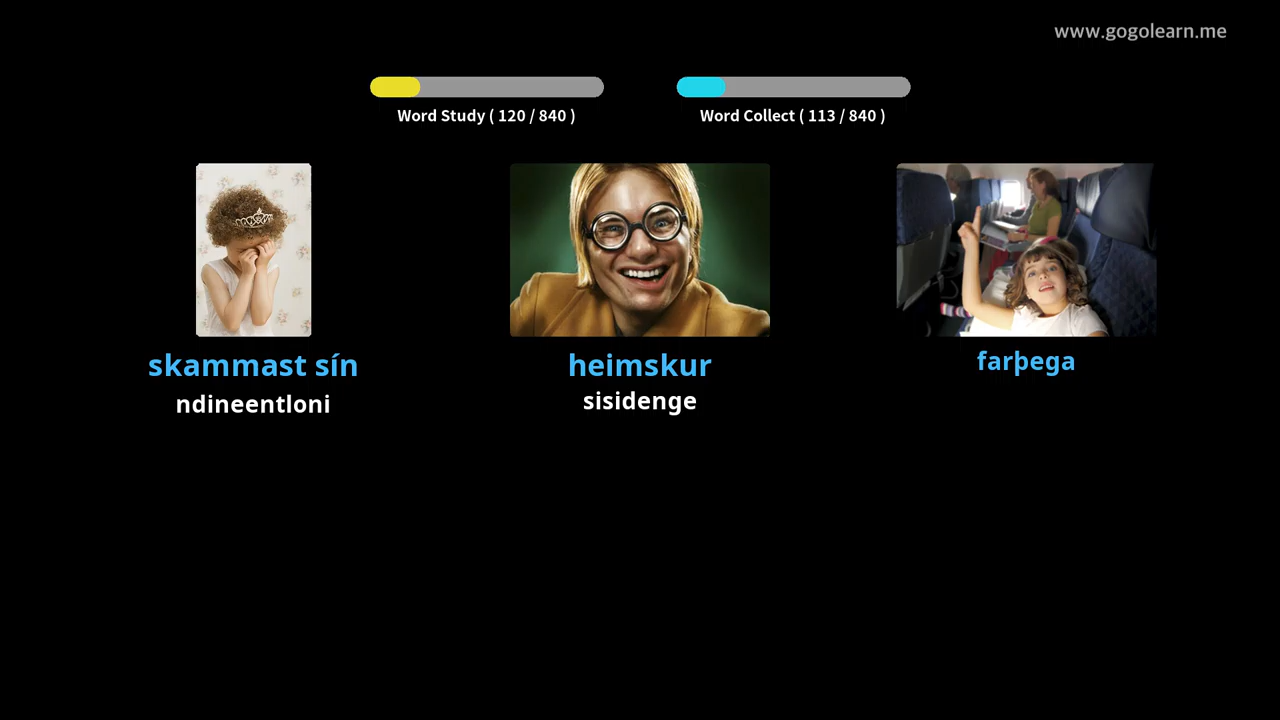 www.gogolearn.me
Word Study ( 120 / 840 )
Word Collect ( 113 / 840 )
skammast sín
ndineentloni
heimskur
sisidenge
farþega